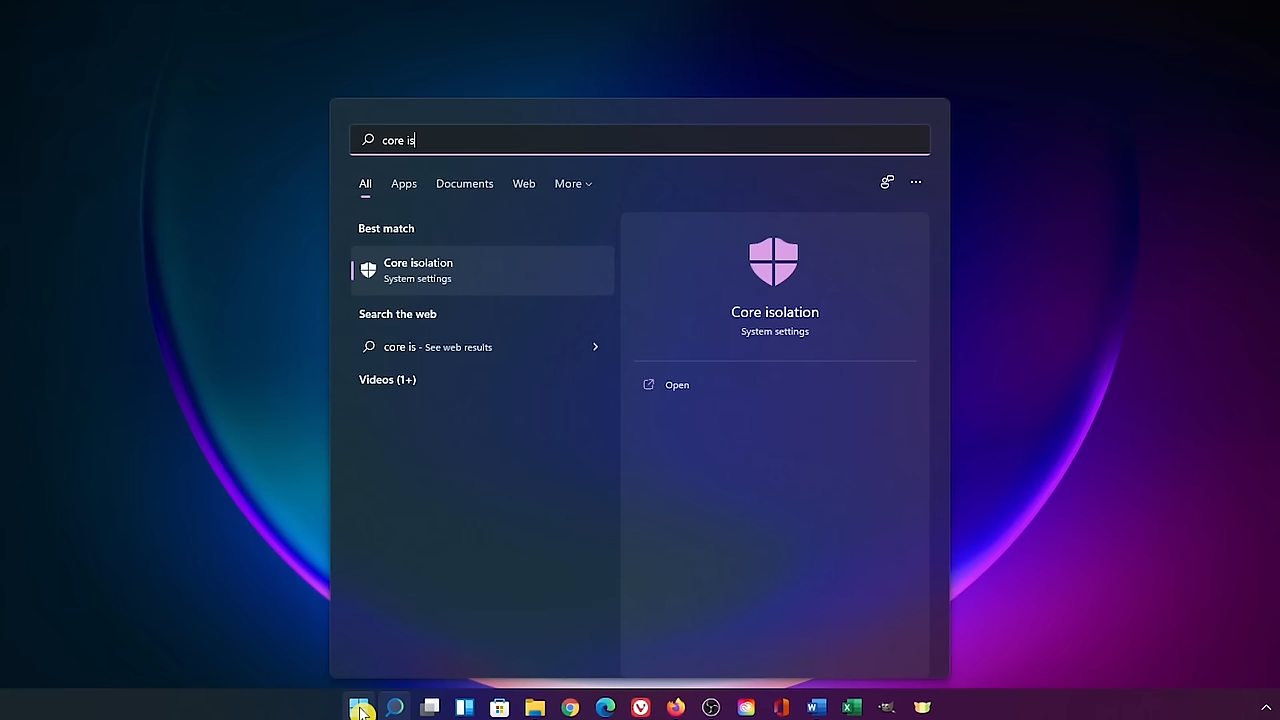 core is
All Apps Documents Web More
Best match
Core isolation
System settings
Search the web
core is - See web results
Videos (1+)
Core isolation
System settings
Open